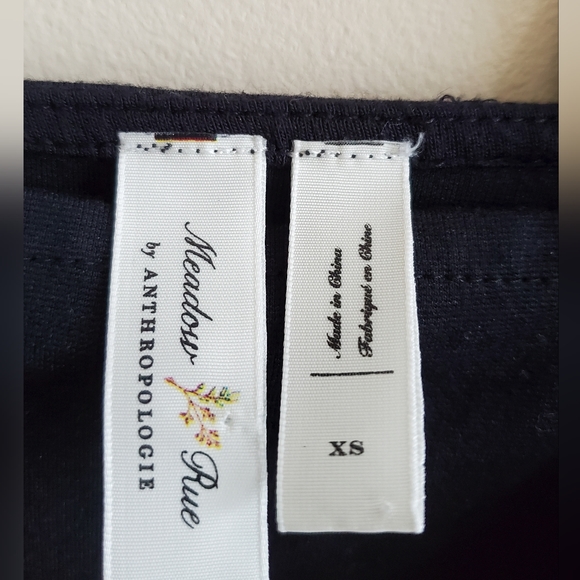 Meadow Rue
by ANTHROPOLOGIE
Made in China
Fabriqué en Chine
XS